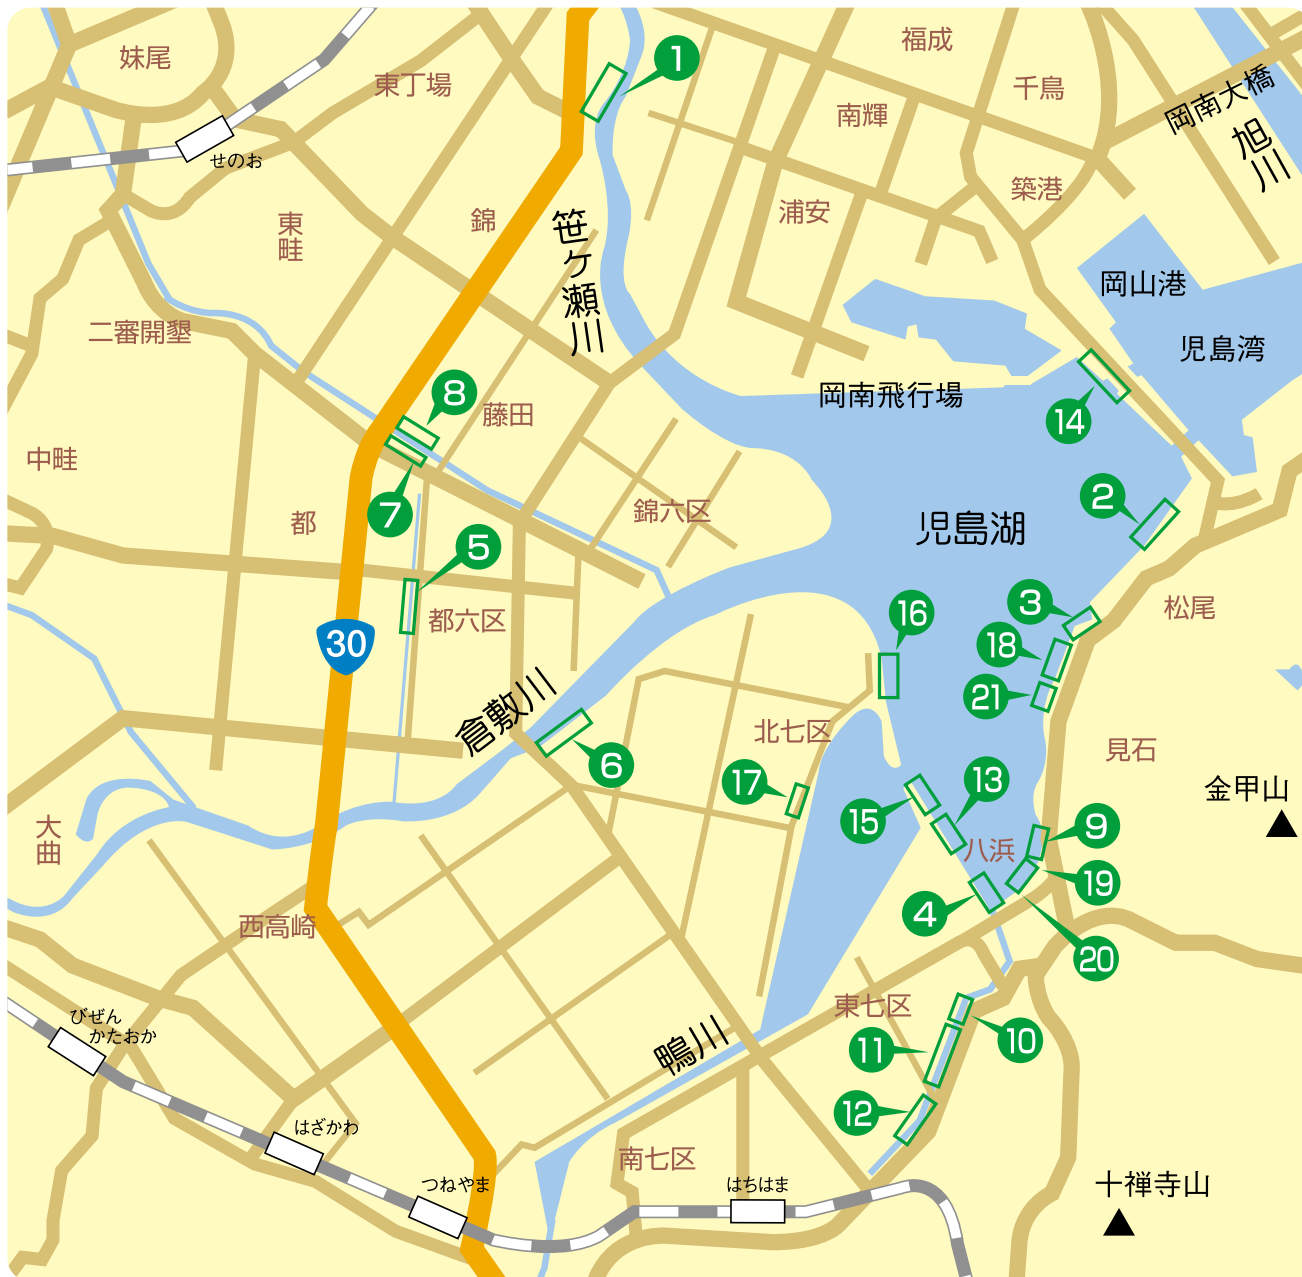 福成
1
妹尾
東丁場
千鳥
岡南大橋
南輝
旭川
せのお
築港
浦安
東畦
錦
笹ヶ瀬川
岡山港
二審開墾
児島湾
岡南飛行場
8
藤田
14
中畦
2
錦六区
7
都
児島湖
5
16
3
松尾
都六区
30
18
21
倉敷川
北七区
見石
6
17
13
金甲山
15
9
大曲
八浜
19
4
西高崎
20
東七区
びぜん
かたおか
鴨川
10
11
12
はざかわ
南七区
つねやま
はちはま
十禅寺山